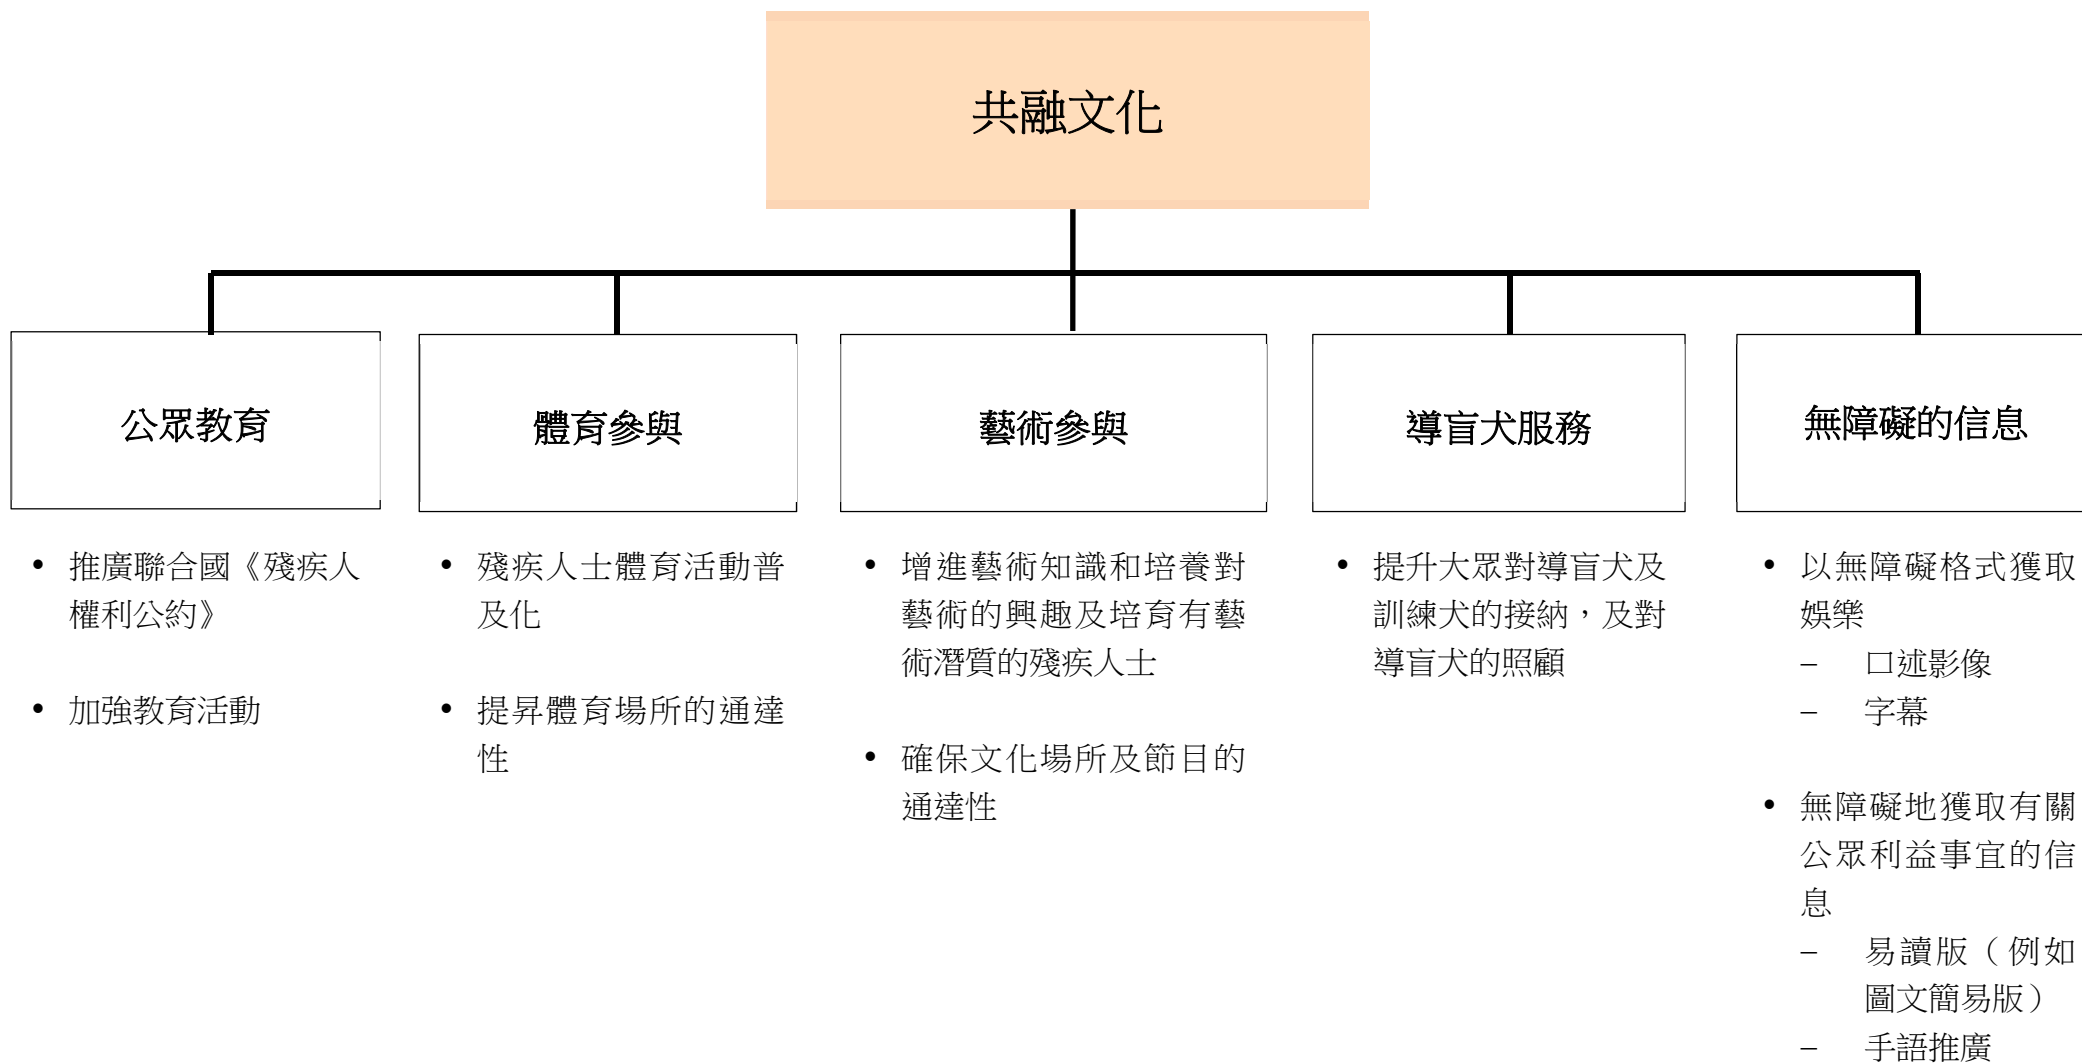 共融文化
公眾教育
體育參與
藝術參與
導盲犬服務
無障礙的信息
• 推廣聯合國《殘疾人
權利公約》
• 加強教育活動
• 殘疾人士體育活動普
及化
• 提昇體育場所的通達
性
• 增進藝術知識和培養對
藝術的興趣及培育有藝
術潛質的殘疾人士
• 確保文化場所及節目的
通達性
• 提升大眾對導盲犬及
訓練犬的接納，及對
導盲犬的照顧
• 以無障礙格式獲取
娛樂
– 口述影像
– 字幕
• 無障礙地獲取有關
公眾利益事宜的信
息
– 易讀版（例如
圖文簡易版）
– 手語推廣